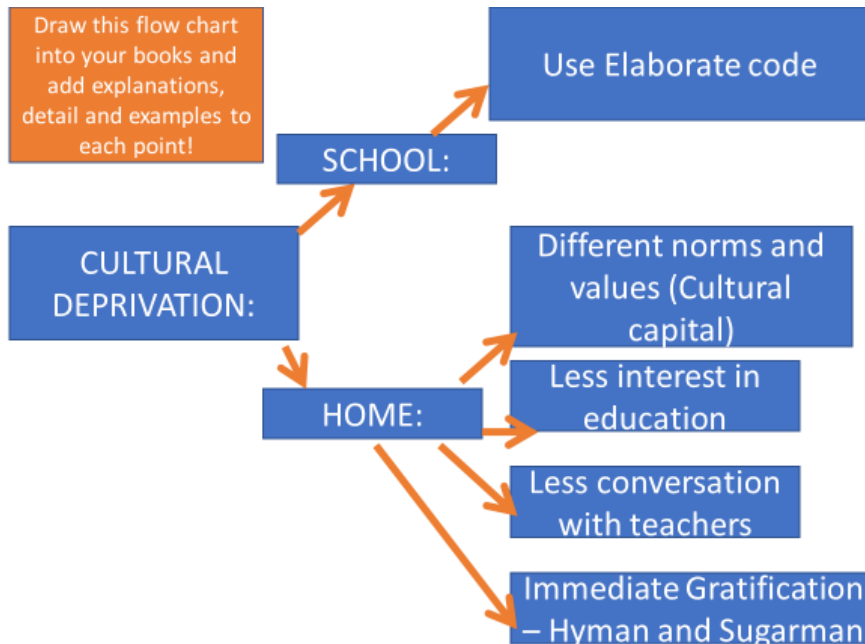 Draw this flow chart
into your books and
add explanations,
detail and examples to
each point!
Use Elaborate code
SCHOOL:
CULTURAL
DEPRIVATION:
Different norms and
values (Cultural
capital)
Less interest in
education
HOME:
Less conversation
with teachers
Immediate Gratification
– Hyman and Sugarman